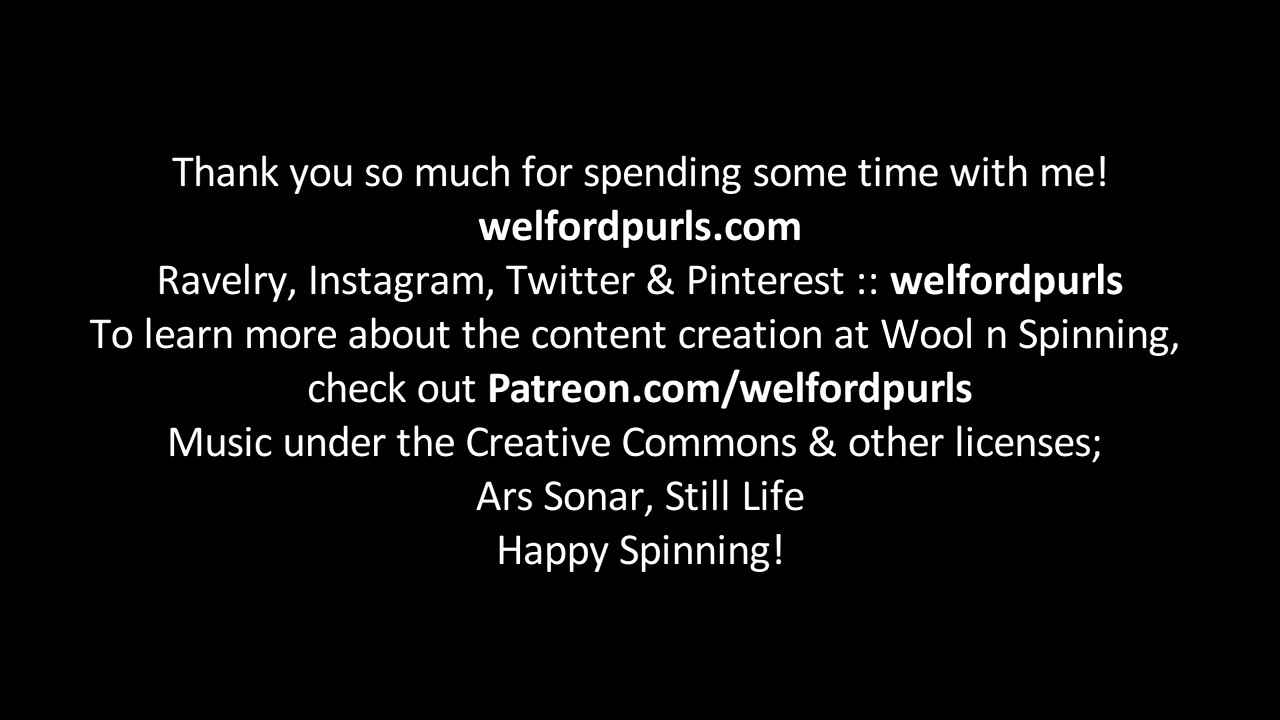 Thank you so much for spending some time with me!
welfordpurls.com
Ravelry, Instagram, Twitter & Pinterest :: welfordpurls
To learn more about the content creation at Wool n Spinning,
check out Patreon.com/welfordpurls
Music under the Creative Commons & other licenses;
Ars Sonar, Still Life
Happy Spinning!